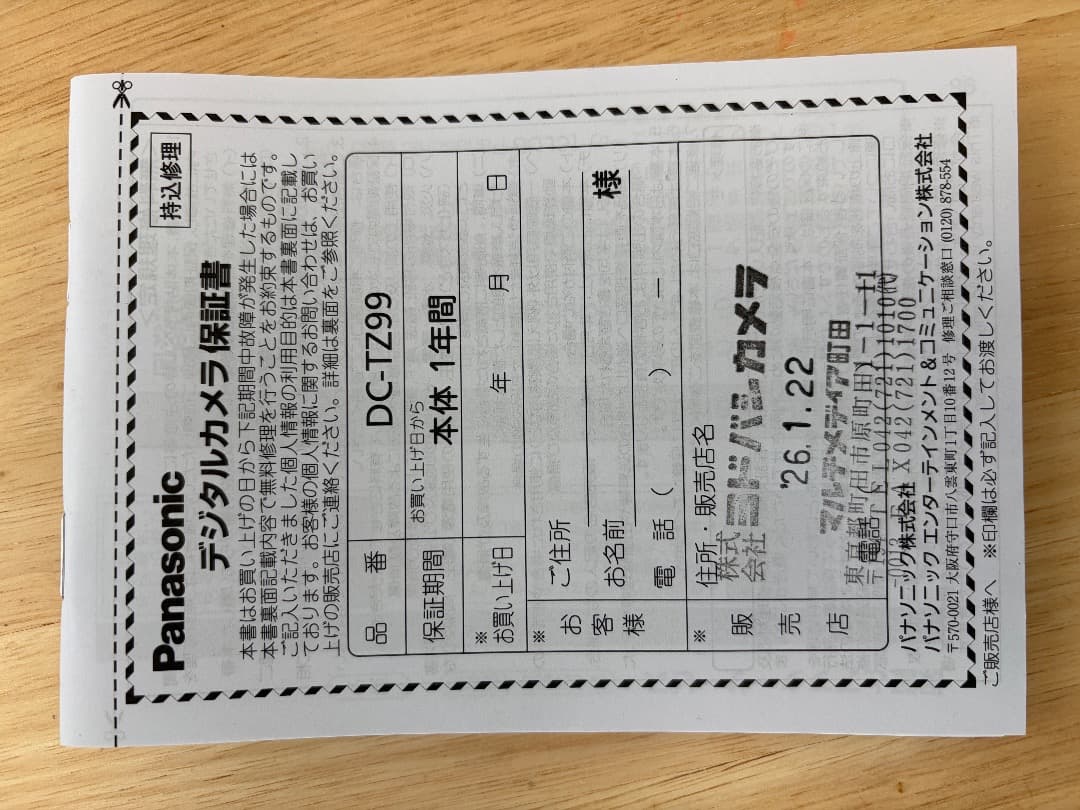 持込修理
Panasonic
デジタルカメラ保証書
本書はお買い上げの日から下記期間中故障が発生した場合には
本書裏面記載内容で無料修理を行うことをお約束するものです。
ご記入いただきました個人情報の利用目的は本書裏面に記載し
ております。お客様の個人情報に関するお問い合わせは、お買い
上げの販売店にご連絡ください。詳細は裏面をご参照ください。
品番 DC-TZ99
保証期間 お買い上げ日から 本体 1年間
※お買い上げ日 年 月 日
※お客様
ご住所
お名前 様
電話 ( ) ー
※販売店
住所・販売店名
株式会社 ヨドバシカメラ
'26.1.22
マルチメディア町田
東京都町田市原町田1-1-11
電話
TEL042(721)1010(代)
FAX042(721)1700
パナソニック株式会社
パナソニック エンターテインメント&コミュニケーション株式会社
〒570-0021 大阪府守口市八雲東町1丁目10番12号 修理ご相談窓口 (0120) 878-554
ご販売店様へ ※印欄は必ず記入してお渡しください。